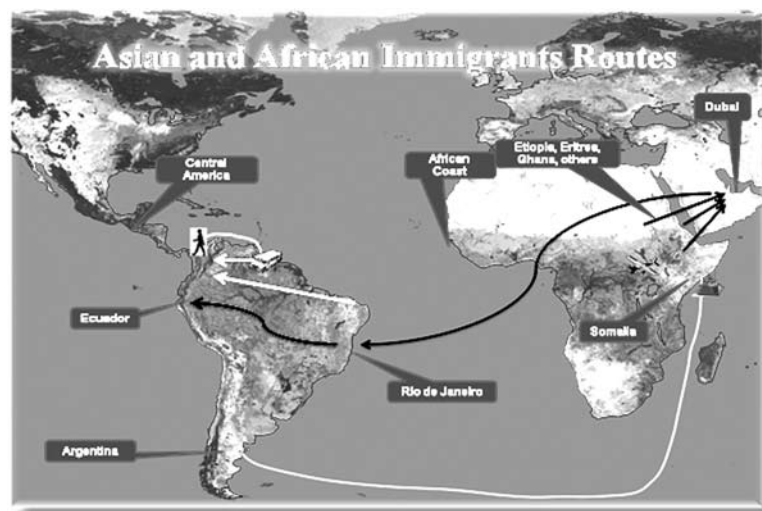 Asian and African Immigrants Routes
Dubai
Etiopia, Eritrea,
Ghana, others
African
Coast
Central
America
Ecuador
Somalia
Rio de Janeiro
Argentina